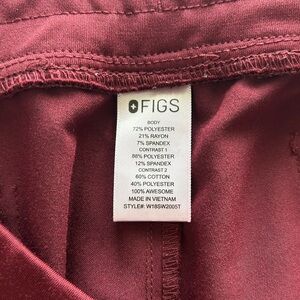 FIGS
BODY
72% POLYESTER
21% RAYON
7% SPANDEX
CONTRAST 1
88% POLYESTER
12% SPANDEX
CONTRAST 2
60% COTTON
40% POLYESTER
100% AWESOME
MADE IN VIETNAM
STYLE#: W18SW2005T